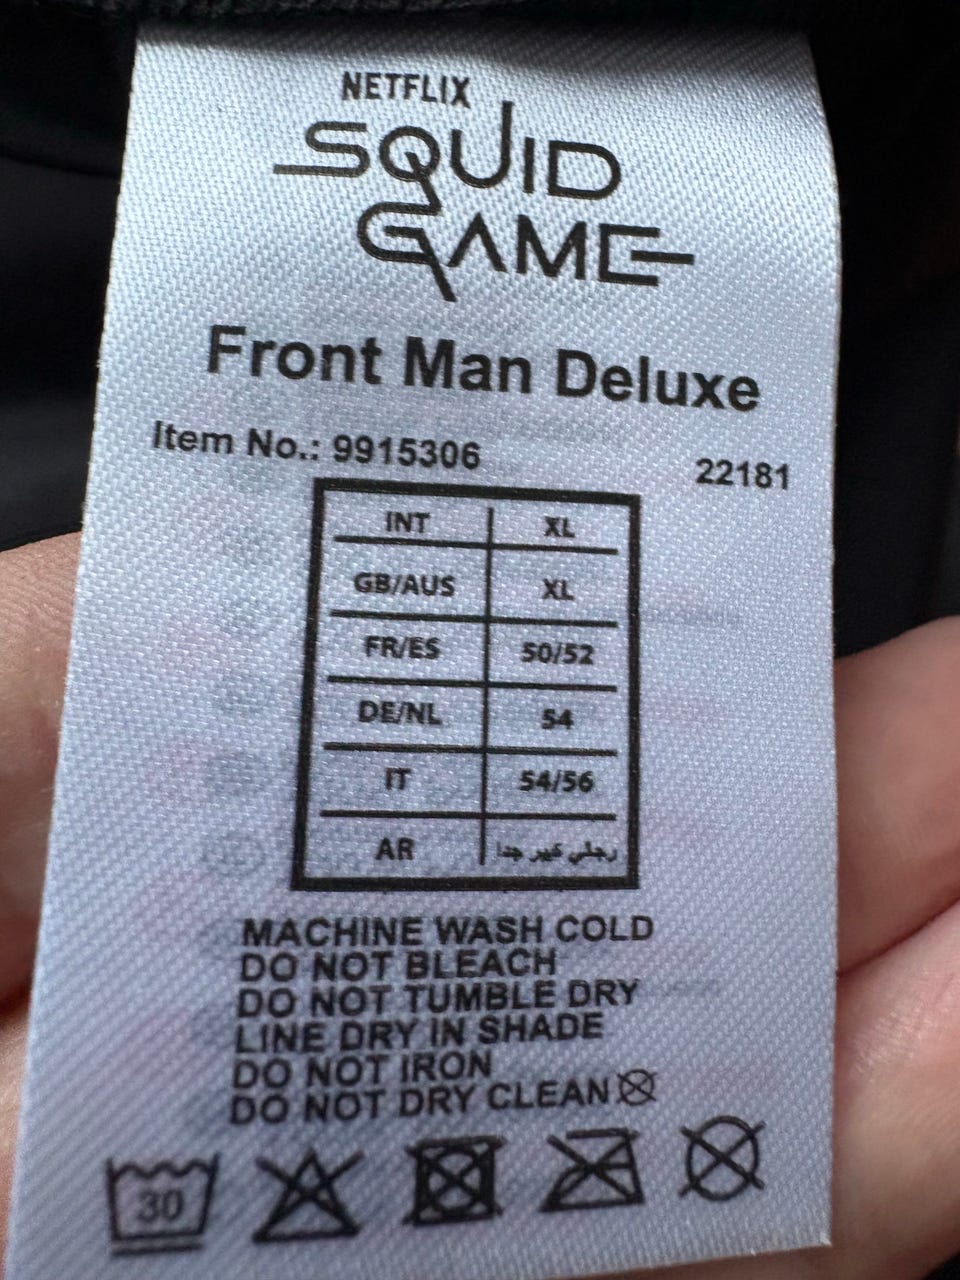 NETFLIX
SQUID
GAME
Front Man Deluxe
Item No.: 9915306 22181
INT XL
GB/AUS XL
FR/ES 50/52
DE/NL 54
IT 54/56
AR رجالي كبير جدا
MACHINE WASH COLD
DO NOT BLEACH
DO NOT TUMBLE DRY
LINE DRY IN SHADE
DO NOT IRON
DO NOT DRY CLEAN
30